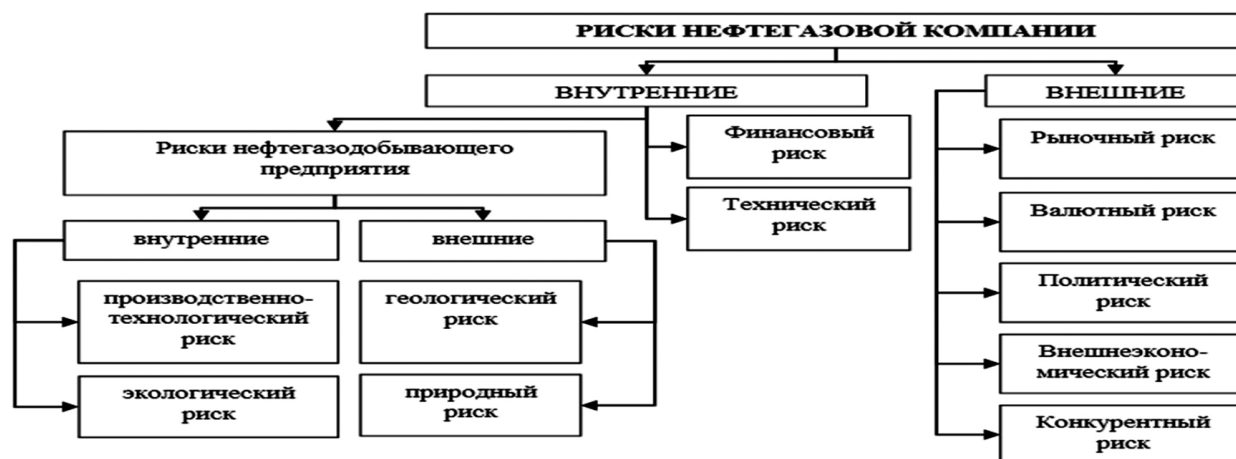 РИСКИ НЕФТЕГАЗОВОЙ КОМПАНИИ
ВНУТРЕННИЕ
ВНЕШНИЕ
Риски нефтегазодобывающего
предприятия
Финансовый
риск
Технический
риск
внутренние
внешние
производственно-
технологический
риск
экологический
риск
геологический
риск
природный
риск
Рыночный риск
Валютный риск
Политический
риск
Внешнеэконо-
мический риск
Конкурентный
риск